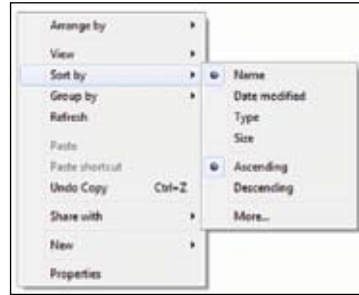 Arrange by
View
Sort by
Group by
Refresh
Paste
Paste shortcut
Undo Copy Ctrl+Z
Share with
New
Properties
Name
Date modified
Type
Size
Ascending
Descending
More...